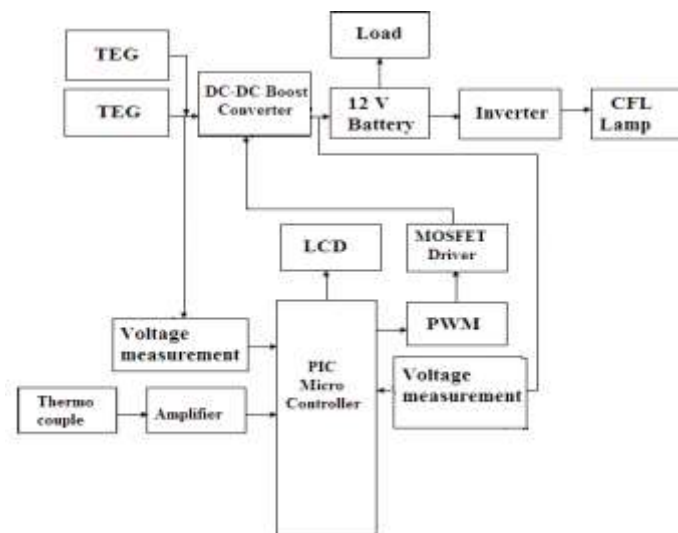 Load
TEG
DC-DC Boost
Converter
TEG
12 V
Battery
Inverter
CFL
Lamp
LCD
MOSFET
Driver
Voltage
measurement
PWM
PIC
Micro
Controller
Voltage
measurement
Thermo
couple
Amplifier